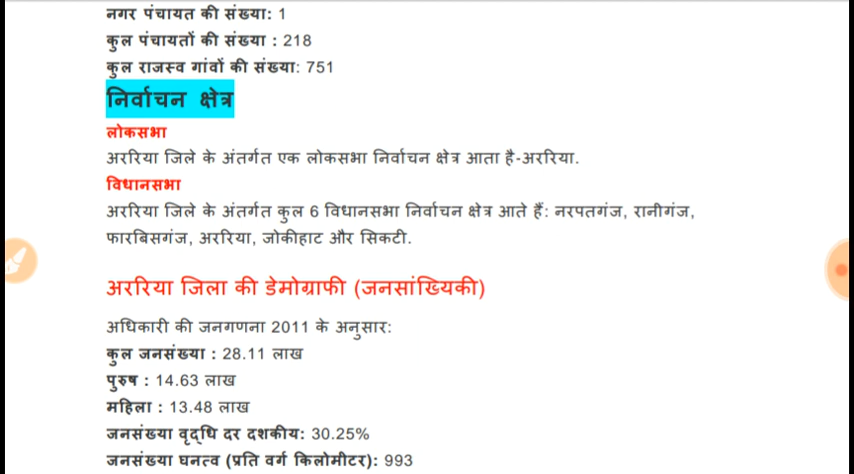 नगर पंचायत की संख्या: 1
कुल पंचायतों की संख्या : 218
कुल राजस्व गांवों की संख्या: 751
निर्वाचन क्षेत्र
लोकसभा
अररिया जिले के अंतर्गत एक लोकसभा निर्वाचन क्षेत्र आता है-अररिया.
विधानसभा
अररिया जिले के अंतर्गत कुल 6 विधानसभा निर्वाचन क्षेत्र आते हैं: नरपतगंज, रानीगंज,
फारबिसगंज, अररिया, जोकीहाट और सिकटी.
अररिया जिला की डेमोग्राफी (जनसांख्यिकी)
अधिकारी की जनगणना 2011 के अनुसार:
कुल जनसंख्या : 28.11 लाख
पुरुष : 14.63 लाख
महिला : 13.48 लाख
जनसंख्या वृद्धि दर दशकीय: 30.25%
जनसंख्या घनत्व (प्रति वर्ग किलोमीटर): 993